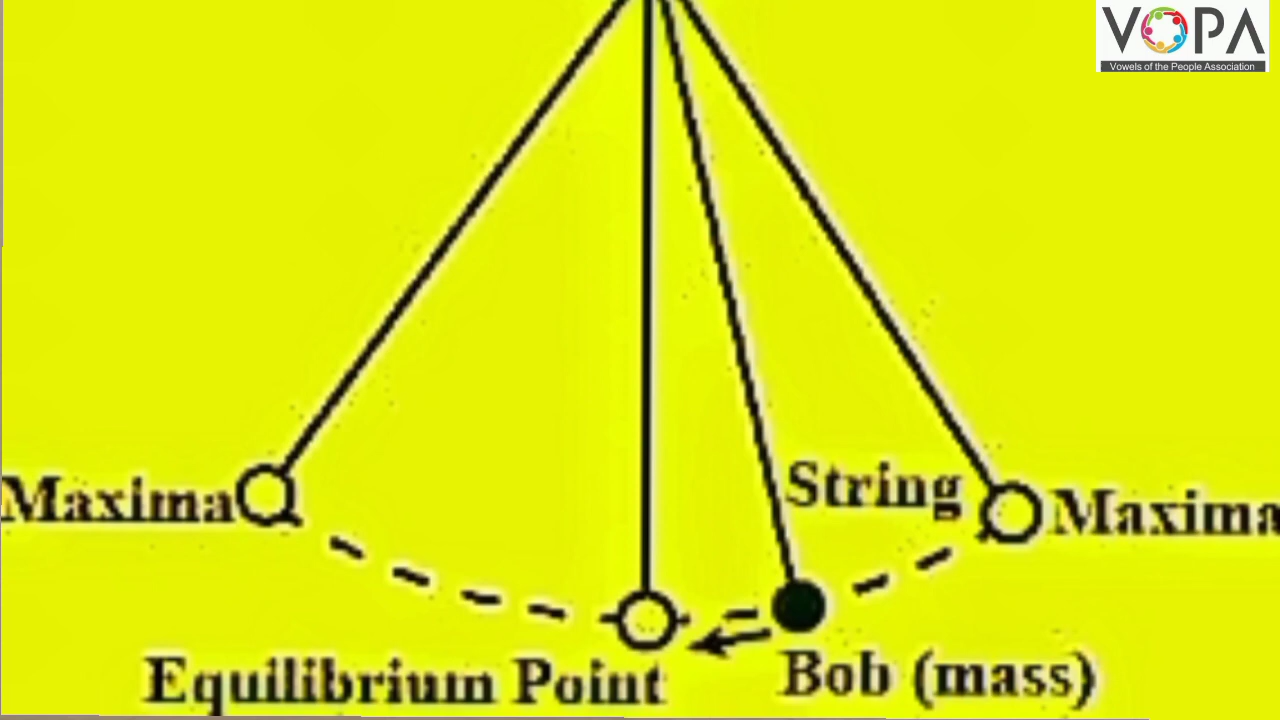 VOPA
Vowels of the People Association
String
Maxima
Maxima
Equilibrium Point
Bob (mass)